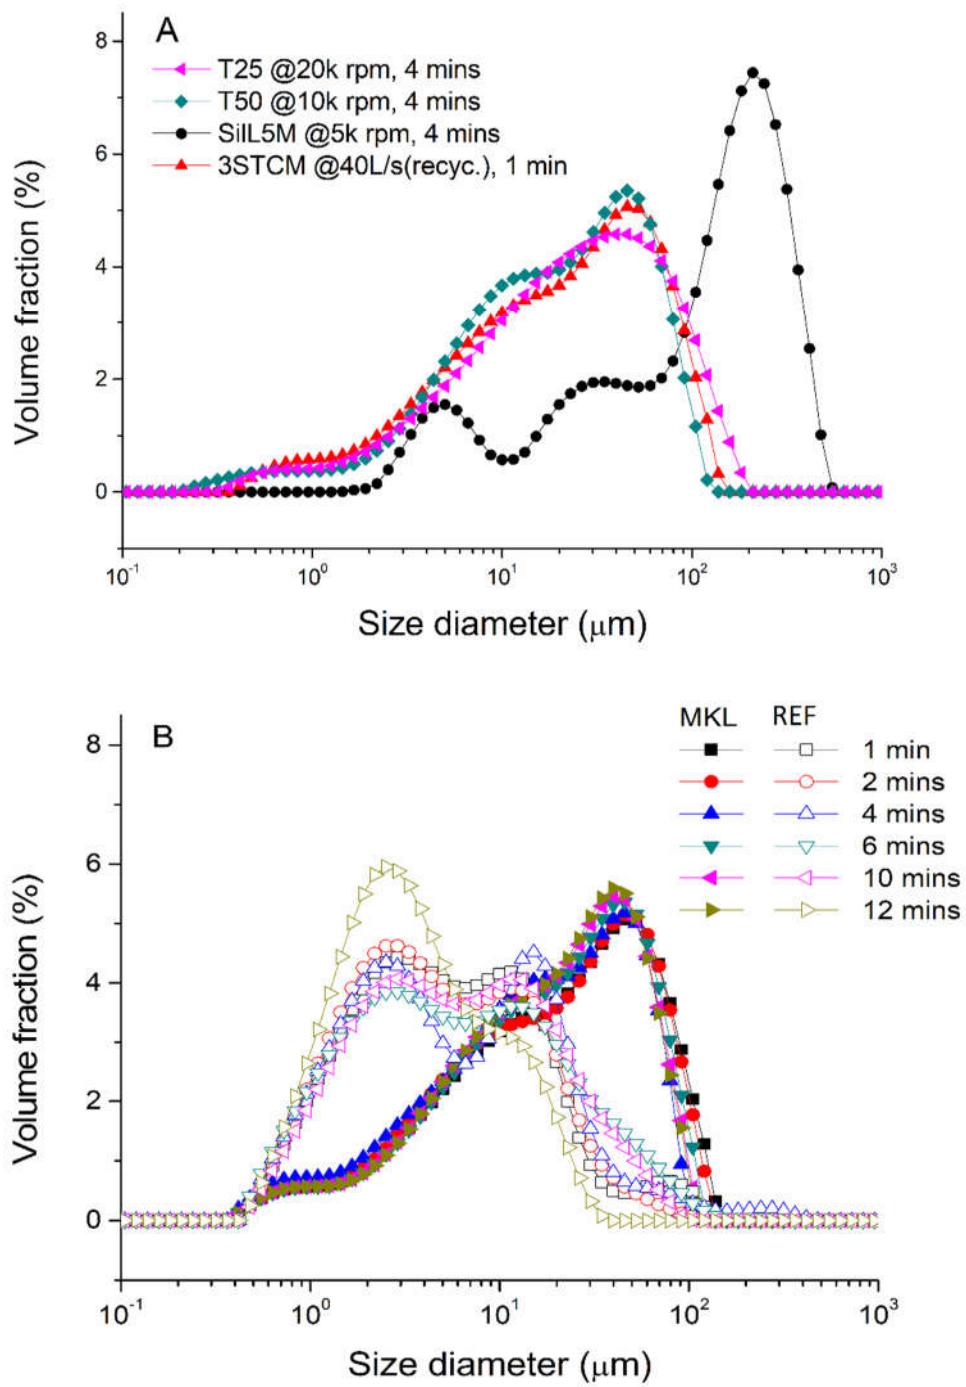 A
T25 @20k rpm, 4 mins
T50 @10k rpm, 4 mins
SilL5M @5k rpm, 4 mins
3STCM @40L/s(recyc.), 1 min
8
6
4
2
0
Volume fraction (%)
10⁻¹ 10⁰ 10¹ 10² 10³
Size diameter (μm)
B
MKL REF
1 min
2 mins
4 mins
6 mins
10 mins
12 mins
8
6
4
2
0
Volume fraction (%)
10⁻¹ 10⁰ 10¹ 10² 10³
Size diameter (μm)